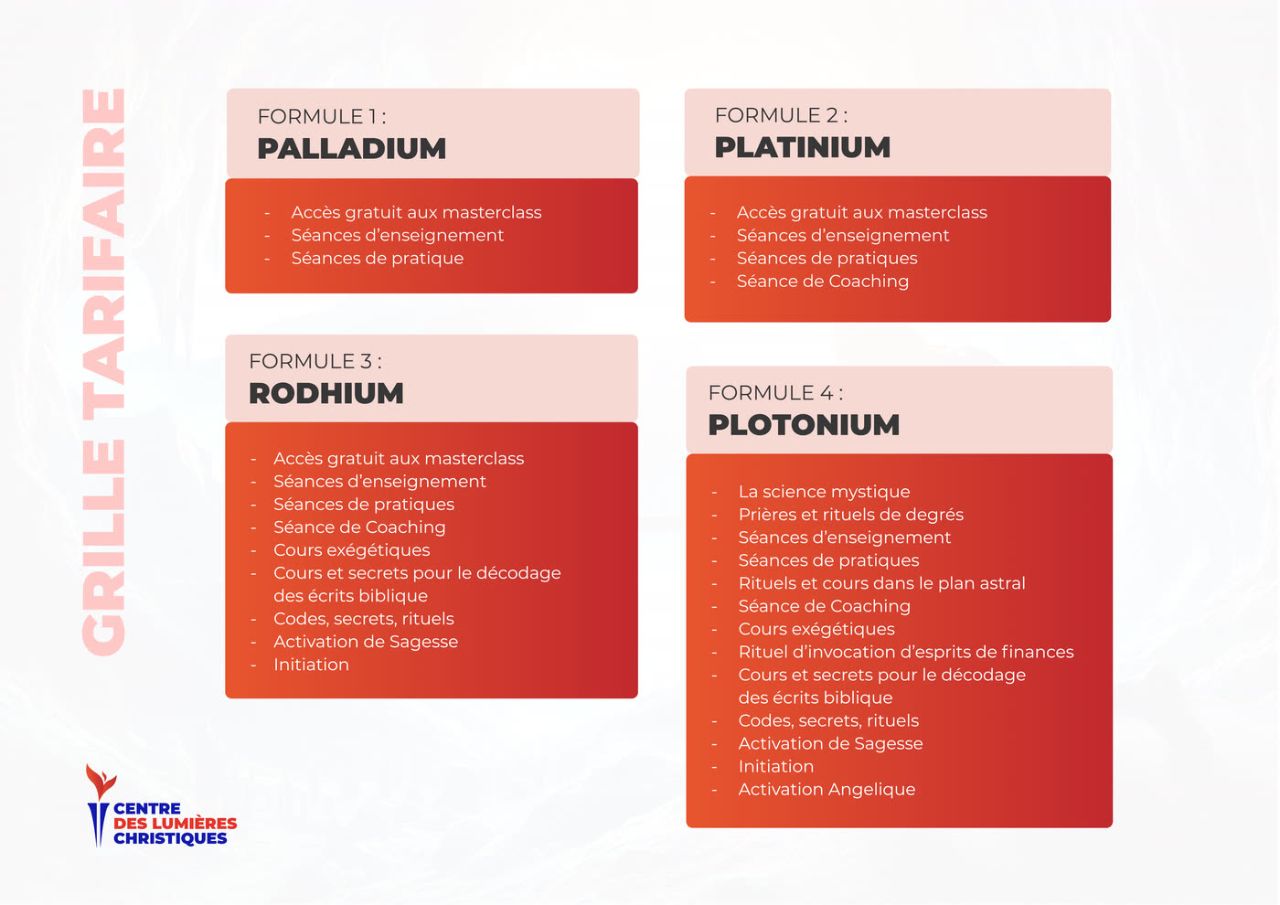 GRILLE TARIFAIRE
FORMULE 1 :
PALLADIUM
- Accès gratuit aux masterclass
- Séances d'enseignement
- Séances de pratique
FORMULE 2 :
PLATINIUM
- Accès gratuit aux masterclass
- Séances d'enseignement
- Séances de pratiques
- Séance de Coaching
FORMULE 3 :
RODHIUM
- Accès gratuit aux masterclass
- Séances d'enseignement
- Séances de pratiques
- Séance de Coaching
- Cours exégétiques
- Cours et secrets pour le décodage
des écrits biblique
- Codes, secrets, rituels
- Activation de Sagesse
- Initiation
FORMULE 4 :
PLOTONIUM
- La science mystique
- Prières et rituels de degrés
- Séances d'enseignement
- Séances de pratiques
- Rituels et cours dans le plan astral
- Séance de Coaching
- Cours exégétiques
- Rituel d'invocation d'esprits de finances
- Cours et secrets pour le décodage
des écrits biblique
- Codes, secrets, rituels
- Activation de Sagesse
- Initiation
- Activation Angelique
CENTRE
DES LUMIÈRES
CHRISTIQUES